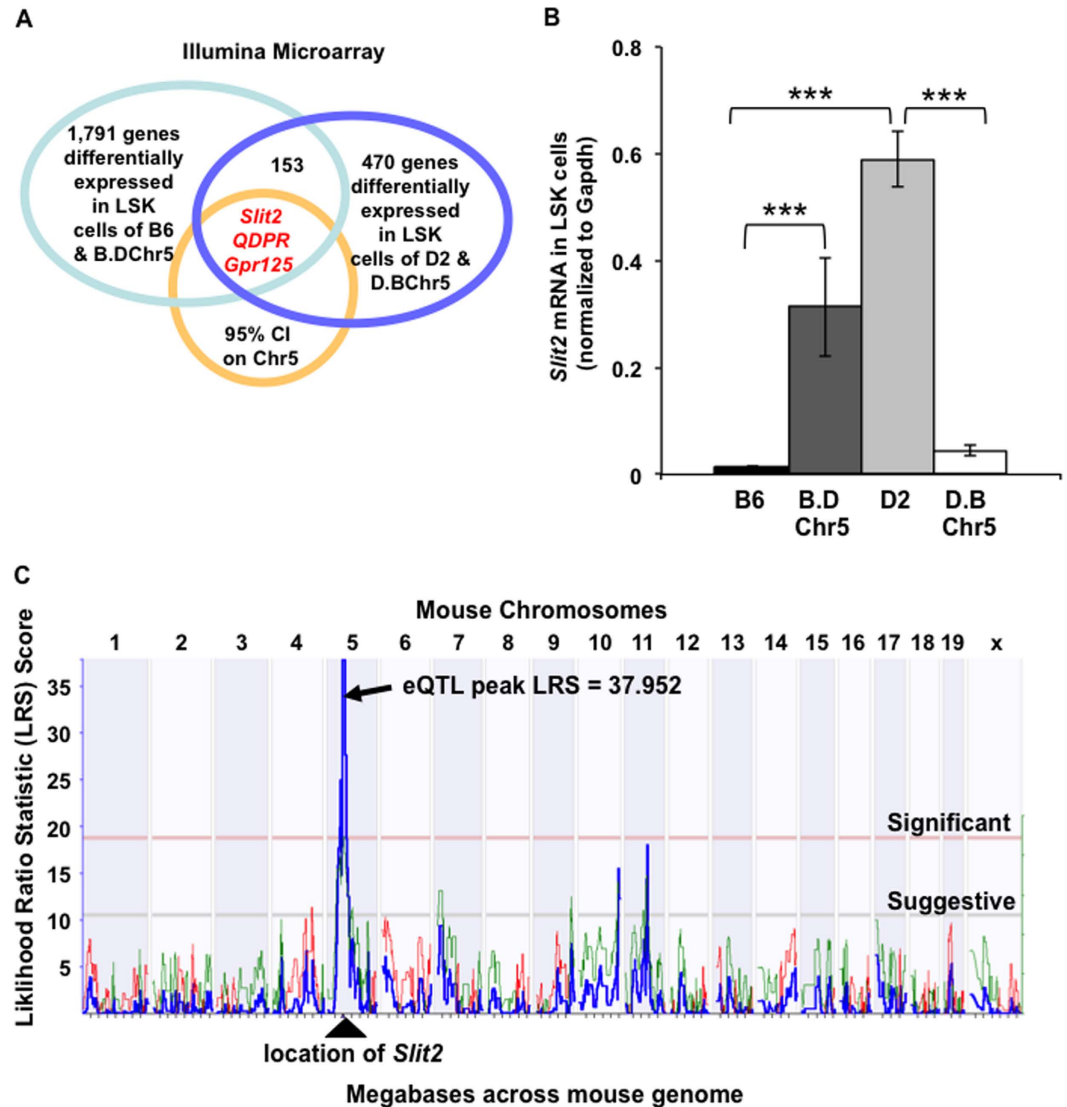 A
Illumina Microarray
1,791 genes
differentially
expressed
in LSK
cells of B6
& B.DChr5
153
470 genes
differentially
expressed
in LSK
cells of D2 &
D.BChr5
Slit2
QDPR
Gpr125
95% CI
on Chr5
B
Slit2 mRNA in LSK cells
(normalized to Gapdh)
0.8
0.6
0.4
0.2
0
***
***
***
B6
B.D
Chr5
D2
D.B
Chr5
C
Mouse Chromosomes
1 2 3 4 5 6 7 8 9 10 11 12 13 14 15 16 17 18 19 x
Liklihood Ratio Statistic (LRS) Score
35
30
25
20
15
10
5
eQTL peak LRS = 37.952
Significant
Suggestive
location of Slit2
Megabases across mouse genome